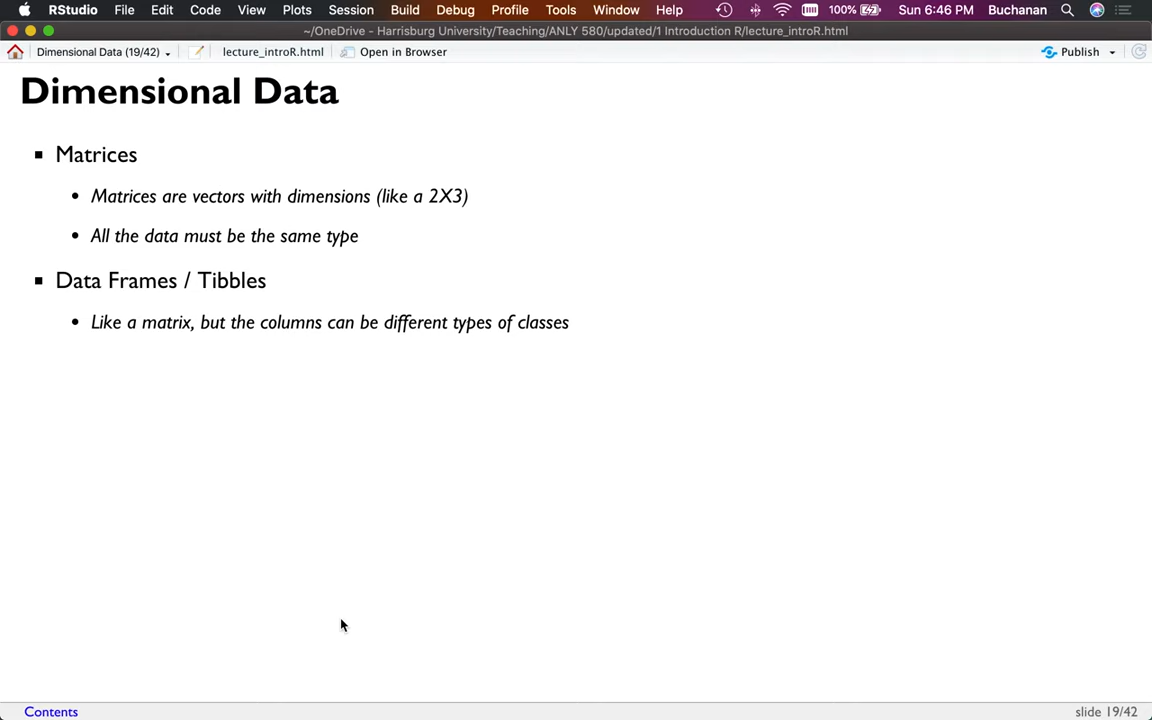 RStudio File Edit Code View Plots Session Build Debug Profile Tools Window Help 100% Sun 6:46 PM Buchanan
~/OneDrive - Harrisburg University/Teaching/ANLY 580/updated/1 Introduction R/lecture_introR.html
Dimensional Data (19/42) lecture_introR.html Open in Browser Publish
Dimensional Data
Matrices
Matrices are vectors with dimensions (like a 2X3)
All the data must be the same type
Data Frames / Tibbles
Like a matrix, but the columns can be different types of classes
Contents slide 19/42